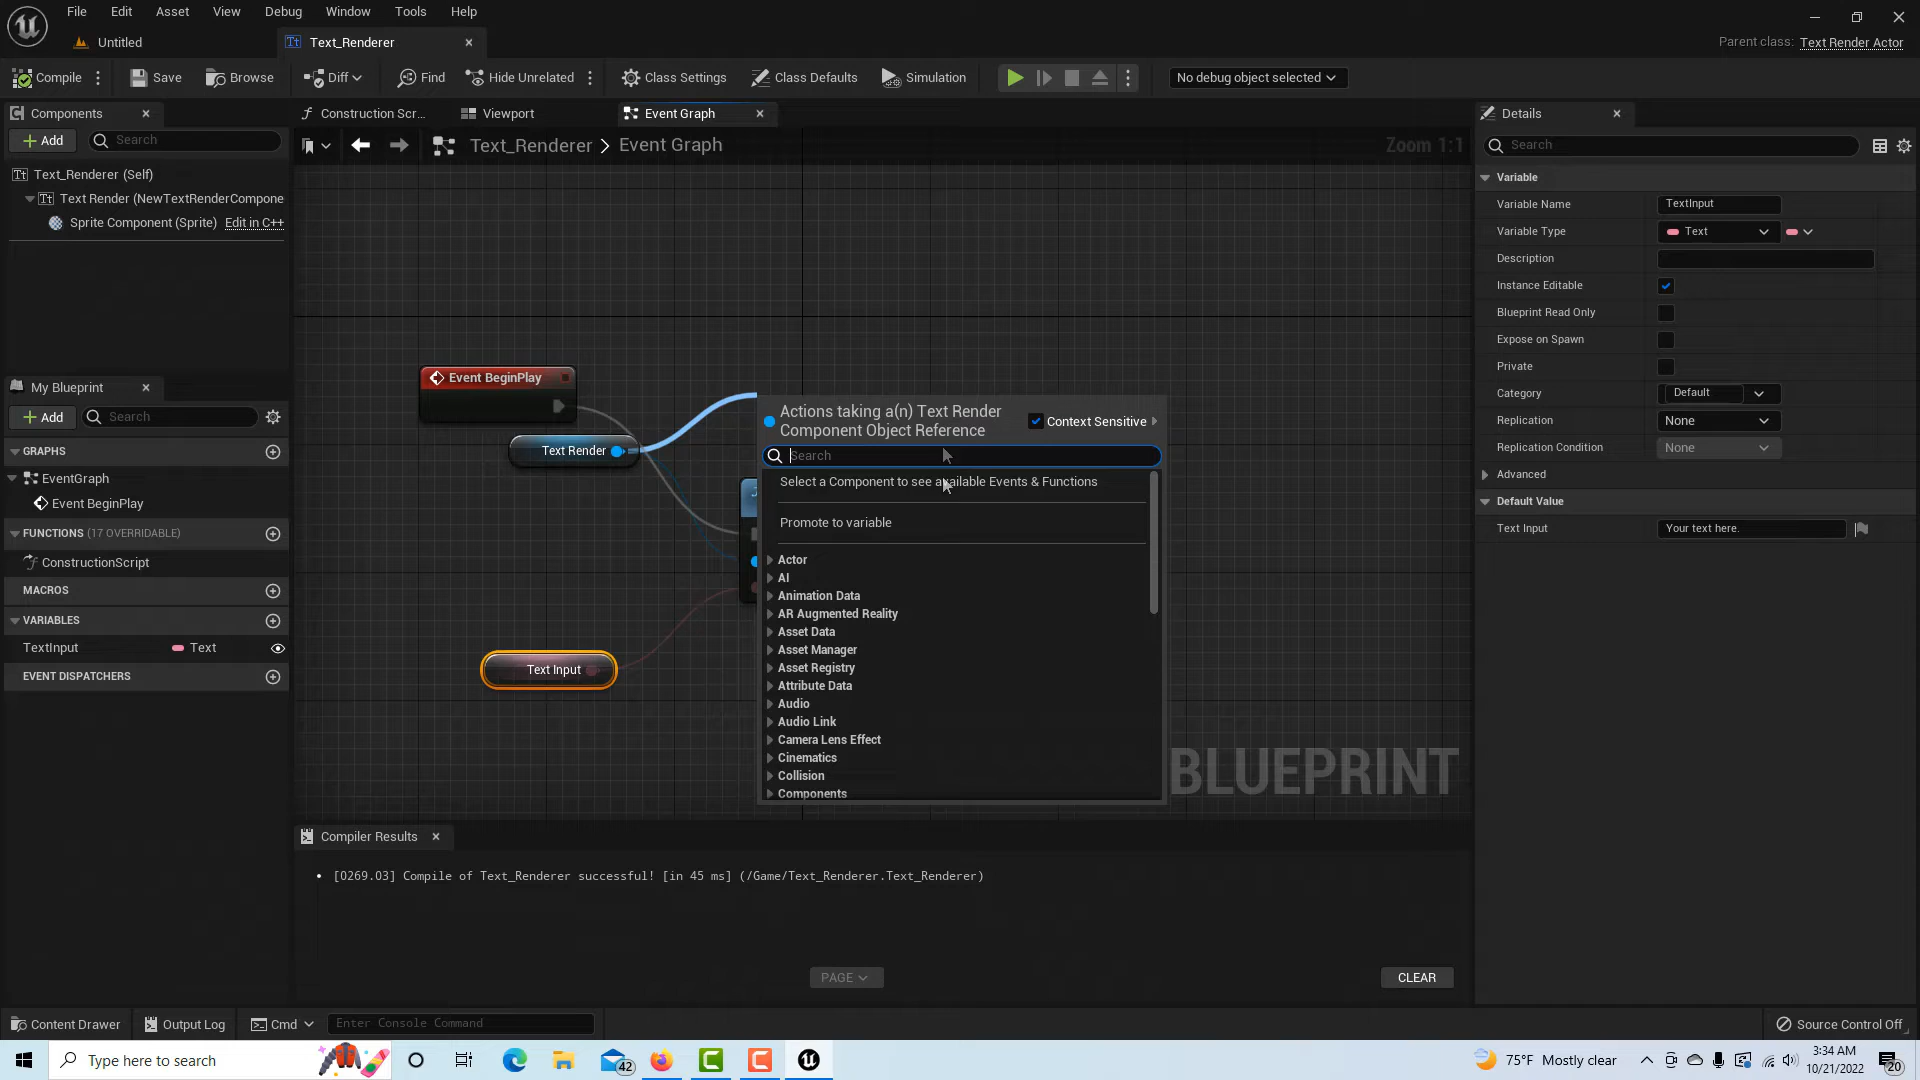 File Edit Asset View Debug Window Tools Help
Untitled
Text_Renderer
Parent class: Text Render Actor
Compile Save Browse Diff Find Hide Unrelated Class Settings Class Defaults Simulation No debug object selected
Components
Add Search
Text_Renderer (Self)
Text Render (NewTextRenderCompone
Sprite Component (Sprite) Edit in C++
My Blueprint
Add Search
GRAPHS
EventGraph
Event BeginPlay
FUNCTIONS (17 OVERRIDABLE)
ConstructionScript
MACROS
VARIABLES
TextInput Text
EVENT DISPATCHERS
Construction Scr... Viewport Event Graph
Text_Renderer > Event Graph
Zoom 1:1
Event BeginPlay
Text Render
Text Input
Actions taking a(n) Text Render
Component Object Reference
Context Sensitive
Search
Select a Component to see available Events & Functions
Promote to variable
Actor
AI
Animation Data
AR Augmented Reality
Asset Data
Asset Manager
Asset Registry
Attribute Data
Audio
Audio Link
Camera Lens Effect
Cinematics
Collision
Components
BLUEPRINT
Compiler Results
[0269.03] Compile of Text_Renderer successful! [in 45 ms] (/Game/Text_Renderer.Text_Renderer)
PAGE
CLEAR
Details
Search
Variable
Variable Name TextInput
Variable Type Text
Description
Instance Editable
Blueprint Read Only
Expose on Spawn
Private
Category Default
Replication None
Replication Condition None
Advanced
Default Value
Text Input Your text here.
Content Drawer Output Log Cmd Enter Console Command Source Control Off
Type here to search
42
75°F Mostly clear
3:34 AM
10/21/2022
20